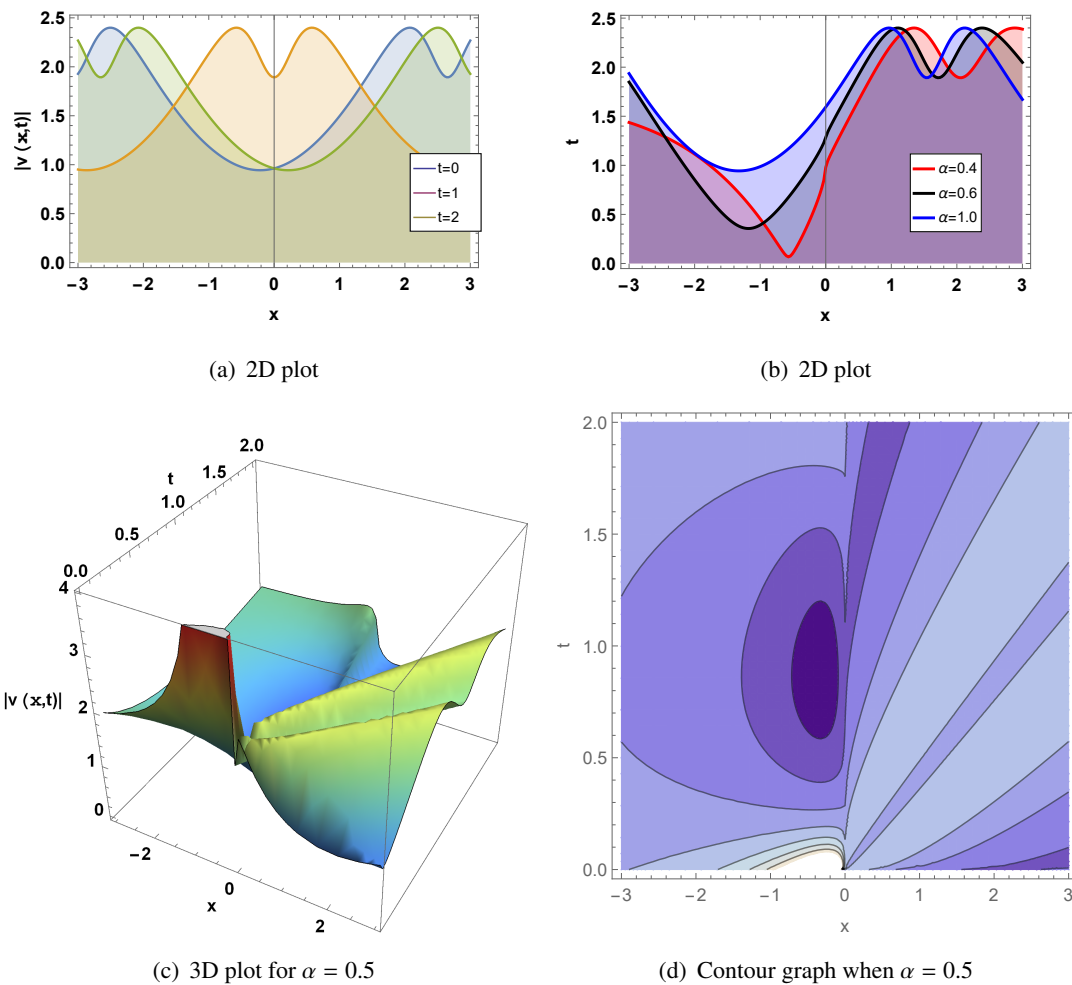 2.5
2.0
1.5
1.0
0.5
0.0
|v (x,t)|
−3 −2 −1 0 1 2 3
x
t=0
t=1
t=2
(a) 2D plot
2.5
2.0
1.5
1.0
0.5
0.0
t
−3 −2 −1 0 1 2 3
x
α=0.4
α=0.6
α=1.0
(b) 2D plot
2.0
1.5
t
1.0
0.5
0.0
4
3
|v (x,t)|
2
1
0
−2
0
x
2
(c) 3D plot for α = 0.5
2.0
1.5
t
1.0
0.5
0.0
−3 −2 −1 0 1 2 3
x
(d) Contour graph when α = 0.5